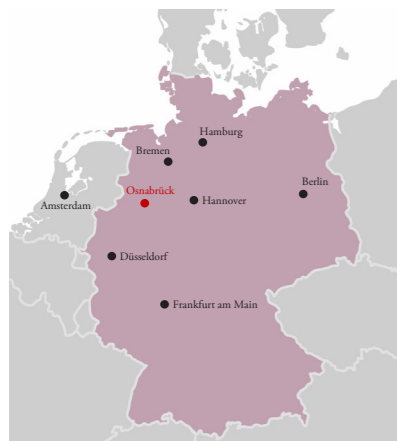 Hamburg
Bremen
Berlin
Osnabrück
Hannover
Amsterdam
Düsseldorf
Frankfurt am Main